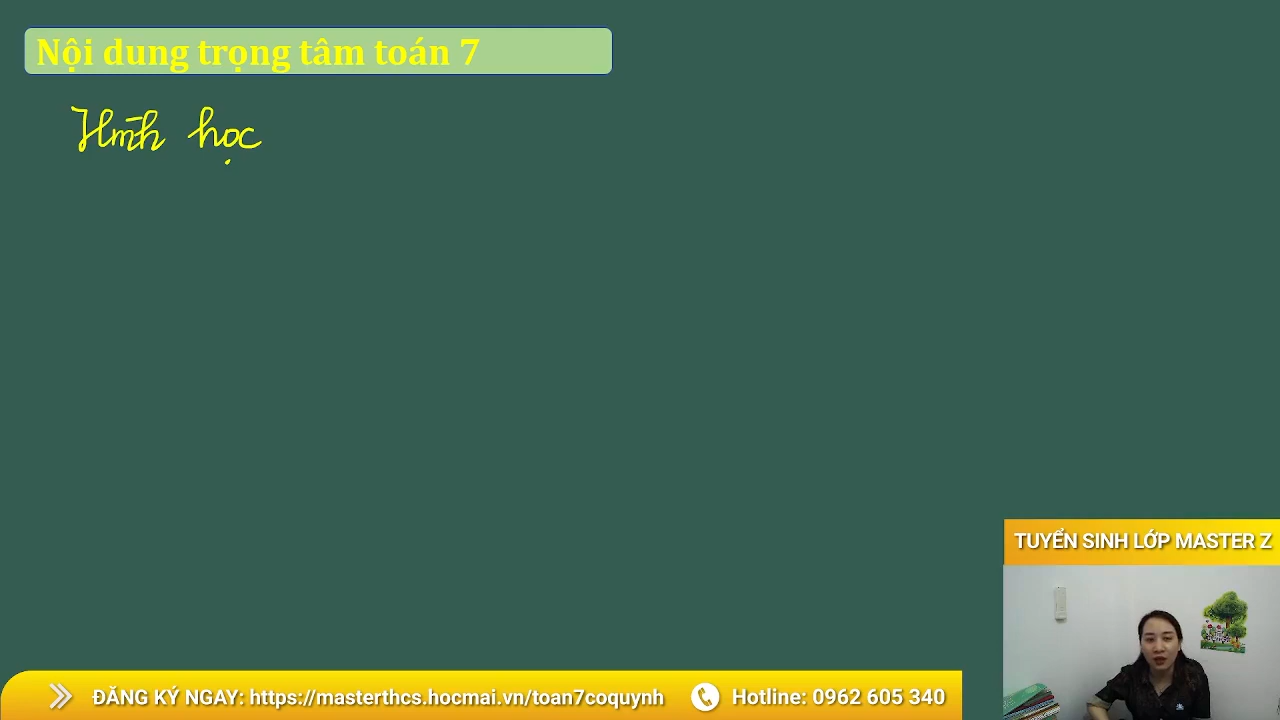 Nội dung trọng tâm toán 7
Hình học
TUYỂN SINH LỚP MASTER Z
ĐĂNG KÝ NGAY: https://masterthcs.hocmai.vn/toan7coquynh
Hotline: 0962 605 340